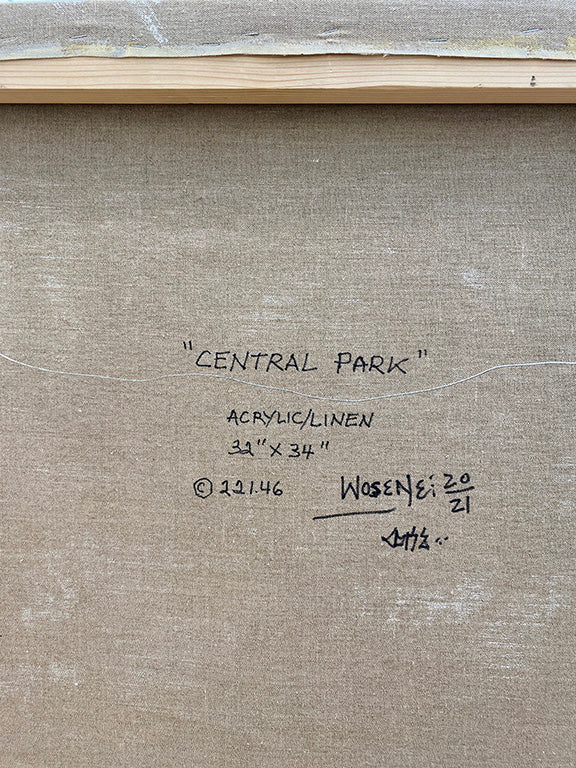 "CENTRAL PARK"
ACRYLIC/LINEN
32" X 34"
© 221.46 WOSENE: 20
21